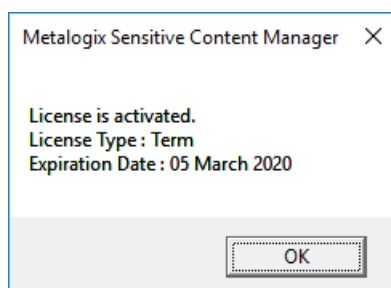 Metalogix Sensitive Content Manager
License is activated.
License Type : Term
Expiration Date : 05 March 2020
OK